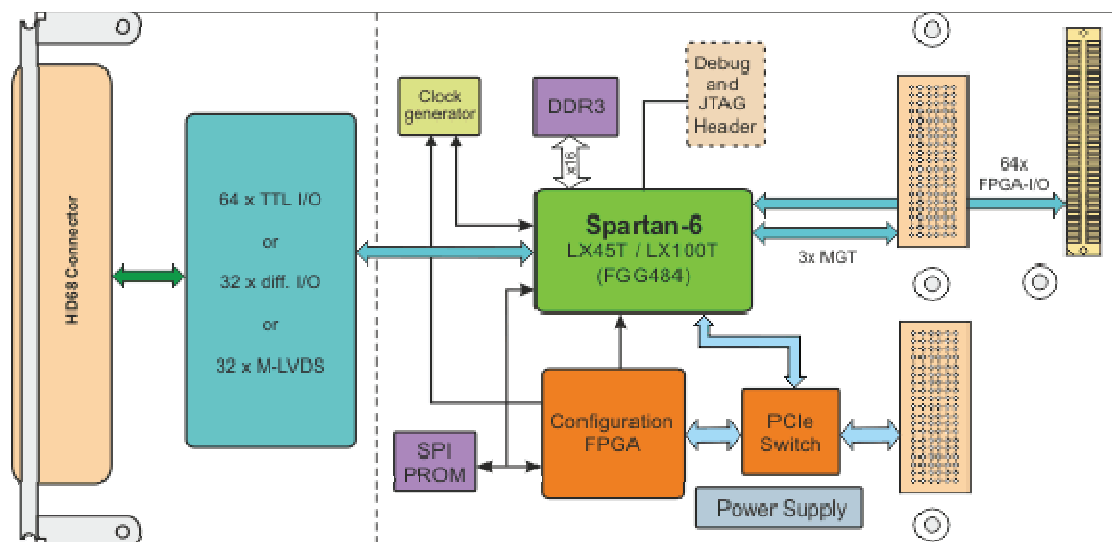 HD68 Connector
64 x TTL I/O
or
32 x diff. I/O
or
32 x M-LVDS
Clock
generator
DDR3
x16
Debug
and
JTAG
Header
Spartan-6
LX45T / LX100T
(FGG484)
64x
FPGA-I/O
3x MGT
SPI
PROM
Configuration
FPGA
PCIe
Switch
Power Supply